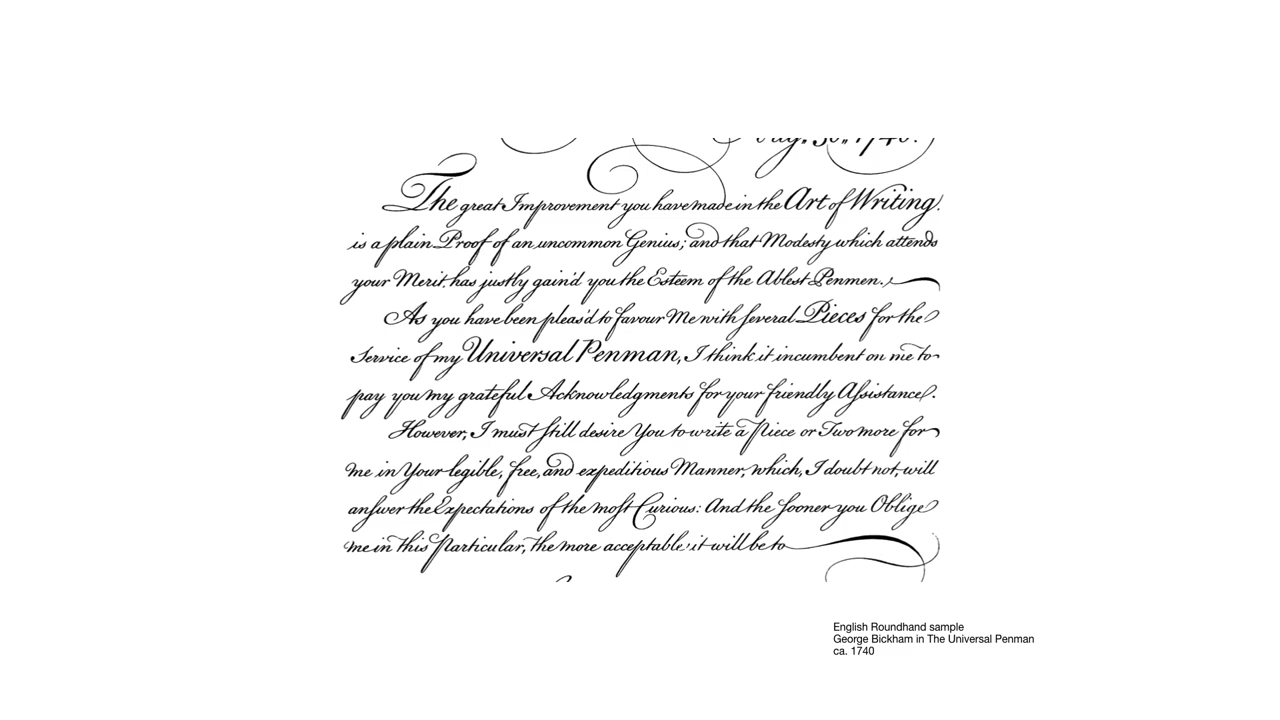 Aug. 30, 1740.
The great Improvement you have made in the Art of Writing.
is a plain Proof of an uncommon Genius; and that Modesty which attends
your Merit, has justly gain'd you the Esteem of the Ablest Penmen.
As you have been pleas'd to favour Me with ſeveral Pieces for the
Service of my Universal Penman, I think it incumbent on me to
pay you my grateful Acknowledgments for your friendly Aſsistance.
However, I must ſtill desire You to write a Piece or Two more for
me in Your legible, free, and expeditious Manner, which, I doubt not, will
anſwer the Expectations of the moſt Curious: And the ſooner you Oblige
me in this Particular, the more acceptable it will be to
English Roundhand sample
George Bickham in The Universal Penman
ca. 1740